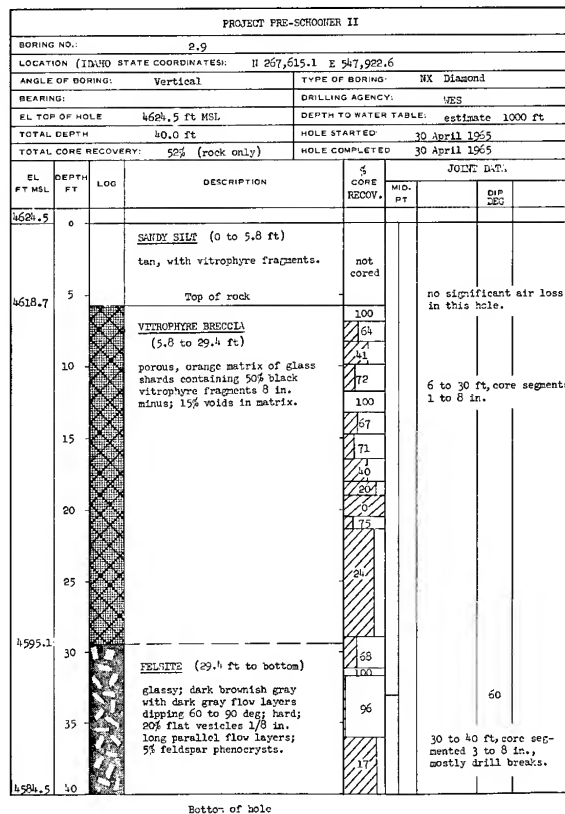 PROJECT PRE-SCHOONER II
BORING NO.: 2.9
LOCATION (IDAHO STATE COORDINATES): N 267,615.1 E 547,922.6
ANGLE OF BORING: Vertical TYPE OF BORING: NX Diamond
BEARING: DRILLING AGENCY: WES
EL TOP OF HOLE 4624.5 ft MSL DEPTH TO WATER TABLE: estimate 1000 ft
TOTAL DEPTH 40.0 ft HOLE STARTED 30 April 1965
TOTAL CORE RECOVERY: 52% (rock only) HOLE COMPLETED 30 April 1965
EL FT MSL DEPTH FT LOG DESCRIPTION % CORE RECOV. JOINT DATA
MID. PT DIP DEG
4624.5 0
SANDY SILT (0 to 5.8 ft)
tan, with vitrophyre fragments. not cored
4618.7 5 Top of rock no significant air loss
in this hole.
100
VITROPHYRE BRECCIA 64
(5.8 to 29.4 ft) 41
10 porous, orange matrix of glass
shards containing 50% black 72 6 to 30 ft, core segments
vitrophyre fragments 8 in. 1 to 8 in.
minus; 15% voids in matrix. 100
67
15
71
40
20
20 0
75
25 24
4595.1
30 FELSITE (29.4 ft to bottom) 68
100
glassy; dark brownish gray
with dark gray flow layers 60
dipping 60 to 90 deg; hard; 96
35 20% flat vesicles 1/8 in.
long parallel flow layers; 30 to 40 ft, core seg-
5% feldspar phenocrysts. mented 3 to 8 in.,
17 mostly drill breaks.
4584.5 40
Bottom of hole